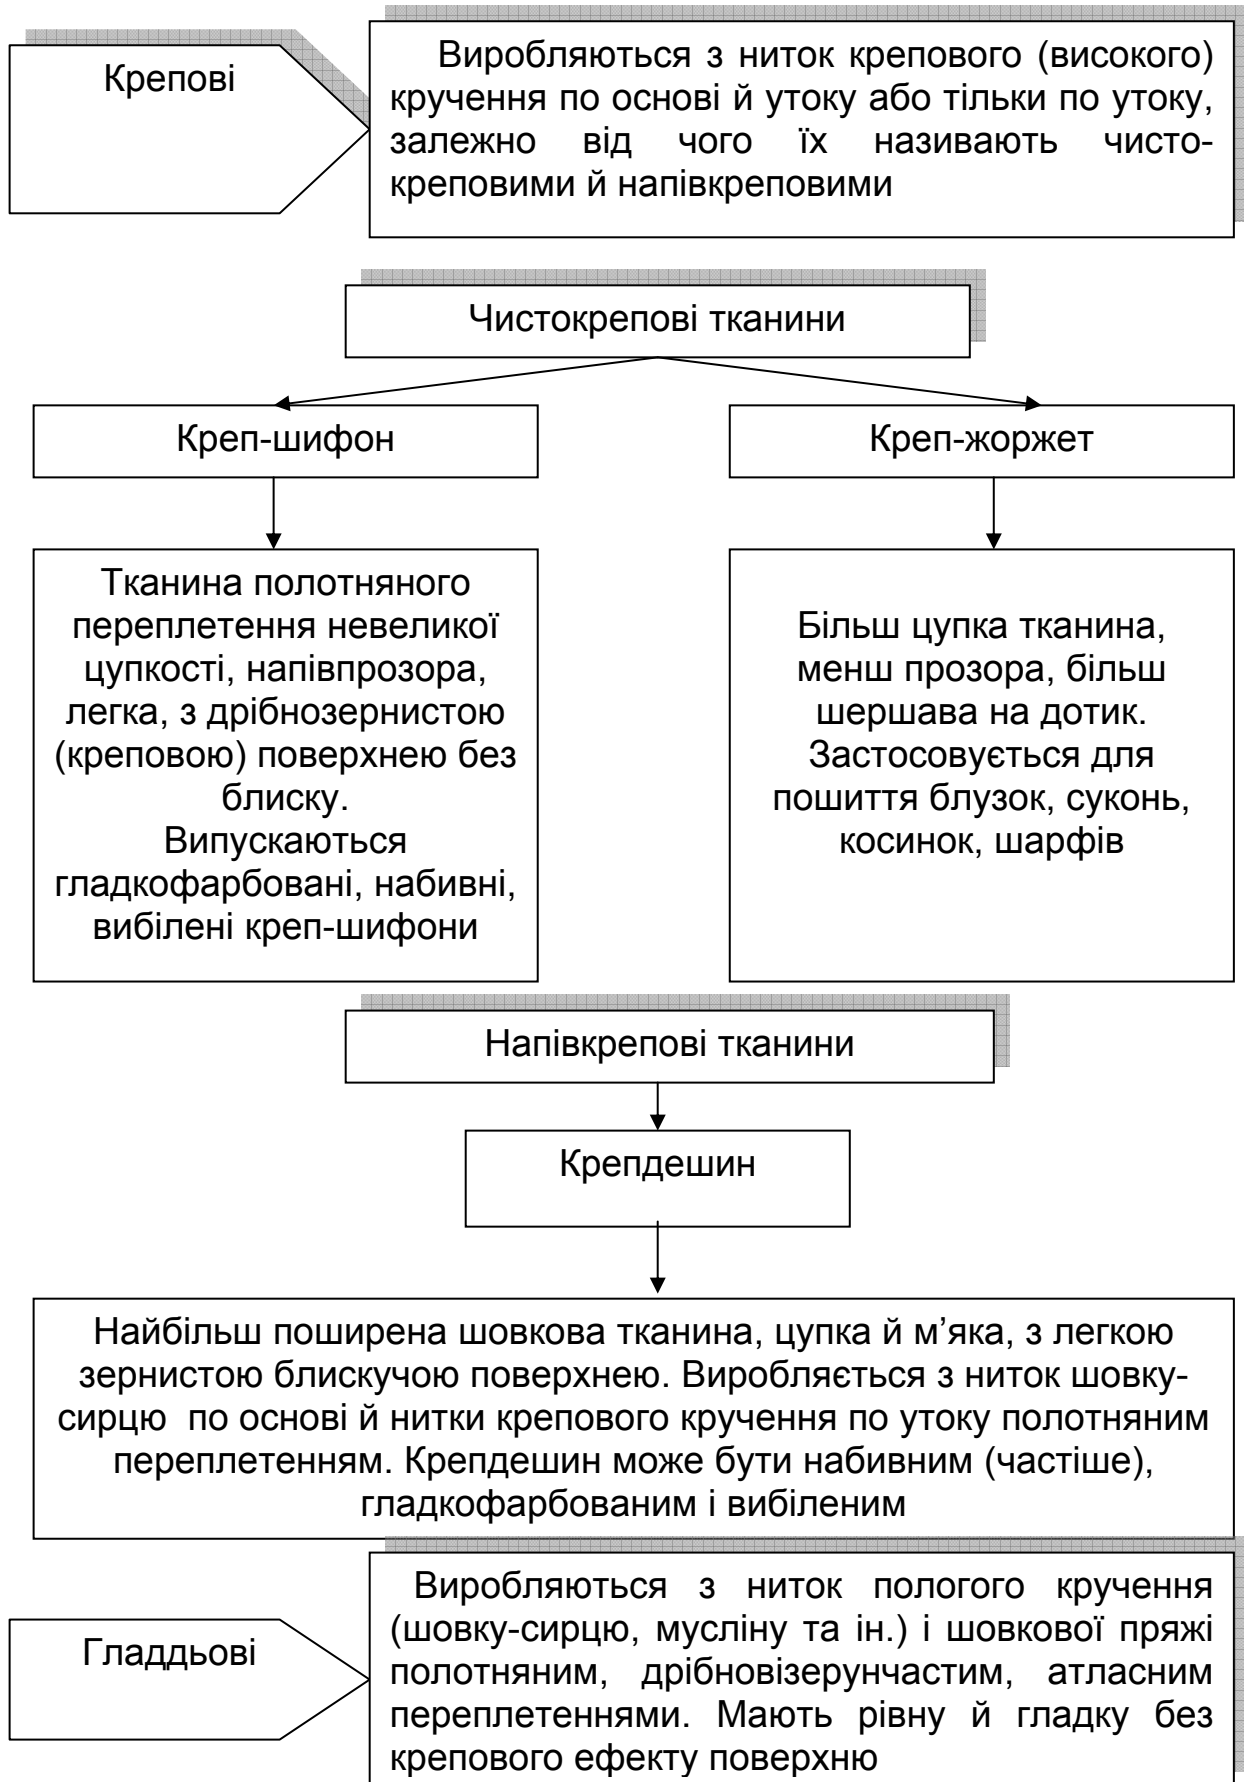 Крепові
Виробляються з ниток крепового (високого)
кручення по основі й утоку або тільки по утоку,
залежно від чого їх називають чисто-
креповими й напівкреповими
Чистокрепові тканини
Креп-шифон
Креп-жоржет
Тканина полотняного
переплетення невеликої
цупкості, напівпрозора,
легка, з дрібнозернистою
(креповою) поверхнею без
блиску.
Випускаються
гладкофарбовані, набивні,
вибілені креп-шифони
Більш цупка тканина,
менш прозора, більш
шершава на дотик.
Застосовується для
пошиття блузок, суконь,
косинок, шарфів
Напівкрепові тканини
Крепдешин
Найбільш поширена шовкова тканина, цупка й м’яка, з легкою
зернистою блискучою поверхнею. Виробляється з ниток шовку-
сирцю по основі й нитки крепового кручення по утоку полотняним
переплетенням. Крепдешин може бути набивним (частіше),
гладкофарбованим і вибіленим
Гладдьові
Виробляються з ниток пологого кручення
(шовку-сирцю, мусліну та ін.) і шовкової пряжі
полотняним, дрібновізерунчастим, атласним
переплетеннями. Мають рівну й гладку без
крепового ефекту поверхню